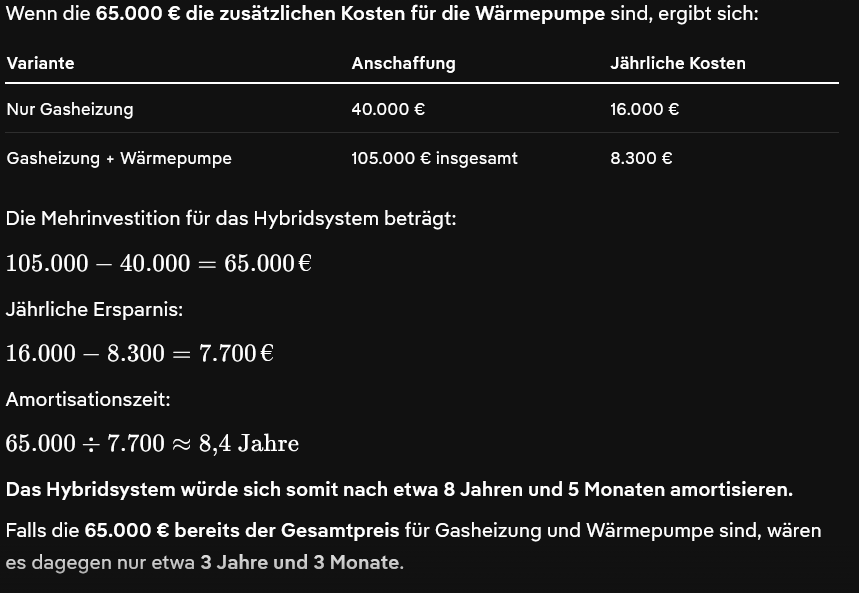 Wenn die 65.000 € die zusätzlichen Kosten für die Wärmepumpe sind, ergibt sich:
Variante Anschaffung Jährliche Kosten
Nur Gasheizung 40.000 € 16.000 €
Gasheizung + Wärmepumpe 105.000 € insgesamt 8.300 €
Die Mehrinvestition für das Hybridsystem beträgt:
105.000 − 40.000 = 65.000 €
Jährliche Ersparnis:
16.000 − 8.300 = 7.700 €
Amortisationszeit:
65.000 ÷ 7.700 ≈ 8,4 Jahre
Das Hybridsystem würde sich somit nach etwa 8 Jahren und 5 Monaten amortisieren.
Falls die 65.000 € bereits der Gesamtpreis für Gasheizung und Wärmepumpe sind, wären
es dagegen nur etwa 3 Jahre und 3 Monate.